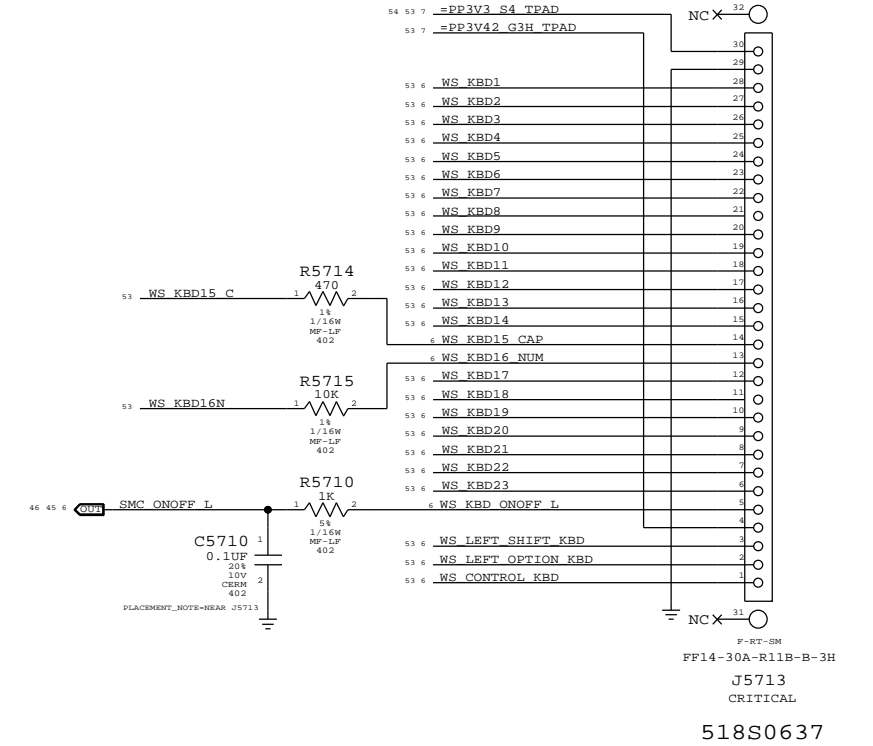 54 53 7 =PP3V3_S4_TPAD
NC 32
53 7 =PP3V42_G3H_TPAD
30
29
53 6 WS_KBD1 28
53 6 WS_KBD2 27
53 6 WS_KBD3 26
53 6 WS_KBD4 25
53 6 WS_KBD5 24
53 6 WS_KBD6 23
53 6 WS_KBD7 22
53 6 WS_KBD8 21
53 6 WS_KBD9 20
53 6 WS_KBD10 19
53 6 WS_KBD11 18
53 6 WS_KBD12 17
53 6 WS_KBD13 16
53 6 WS_KBD14 15
6 WS_KBD15_CAP 14
6 WS_KBD16_NUM 13
53 6 WS_KBD17 12
53 6 WS_KBD18 11
53 6 WS_KBD19 10
53 6 WS_KBD20 9
53 6 WS_KBD21 8
53 6 WS_KBD22 7
53 6 WS_KBD23 6
6 WS_KBD_ONOFF_L 5
4
53 6 WS_LEFT_SHIFT_KBD 3
53 6 WS_LEFT_OPTION_KBD 2
53 6 WS_CONTROL_KBD 1
NC 31
F-RT-SM
FF14-30A-R11B-B-3H
J5713
CRITICAL
518S0637
R5714
470
53 WS_KBD15_C 1 2
1%
1/16W
MF-LF
402
R5715
10K
53 WS_KBD16N 1 2
1%
1/16W
MF-LF
402
R5710
1K
46 45 6 OUT SMC_ONOFF_L 1 2
5%
1/16W
MF-LF
402
C5710 1
0.1UF
20%
10V
CERM 2
402
PLACEMENT_NOTE=NEAR J5713